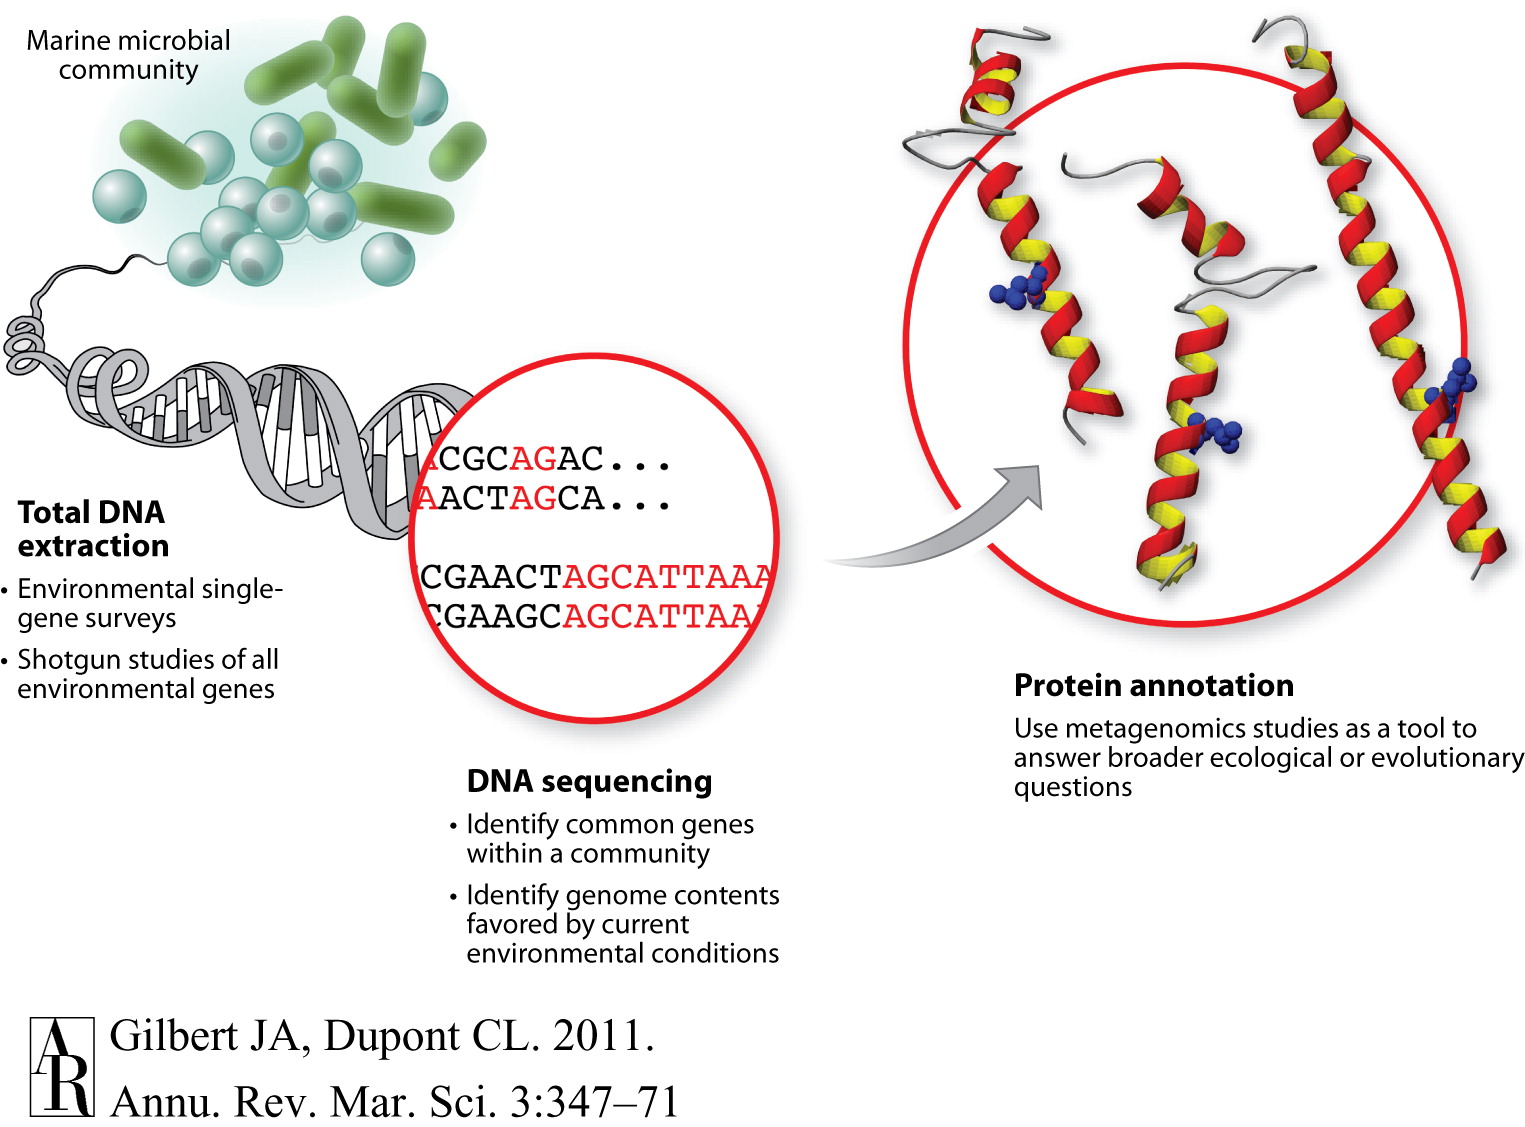 Marine microbial
community
ACGCAGAC...
AACTAGCA...
CGAACTAGCATTAAA
CGAAGCAGCATTAA
Total DNA
extraction
• Environmental single-
gene surveys
• Shotgun studies of all
environmental genes
DNA sequencing
• Identify common genes
within a community
• Identify genome contents
favored by current
environmental conditions
Protein annotation
Use metagenomics studies as a tool to
answer broader ecological or evolutionary
questions
AR
Gilbert JA, Dupont CL. 2011.
Annu. Rev. Mar. Sci. 3:347–71